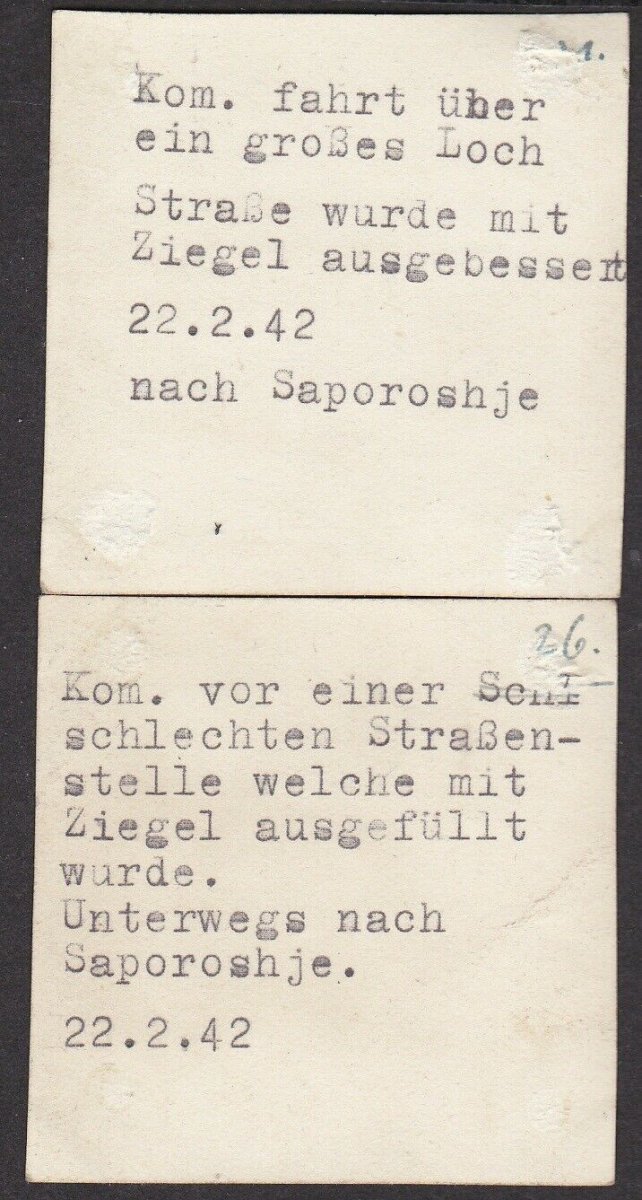 Kom. fahrt über
ein großes Loch
Straße wurde mit
Ziegel ausgebessert
22.2.42
nach Saporoshje
26.
Kom. vor einer Schl
schlechten Straßen-
stelle welche mit
Ziegel ausgefüllt
wurde.
Unterwegs nach
Saporoshje.
22.2.42